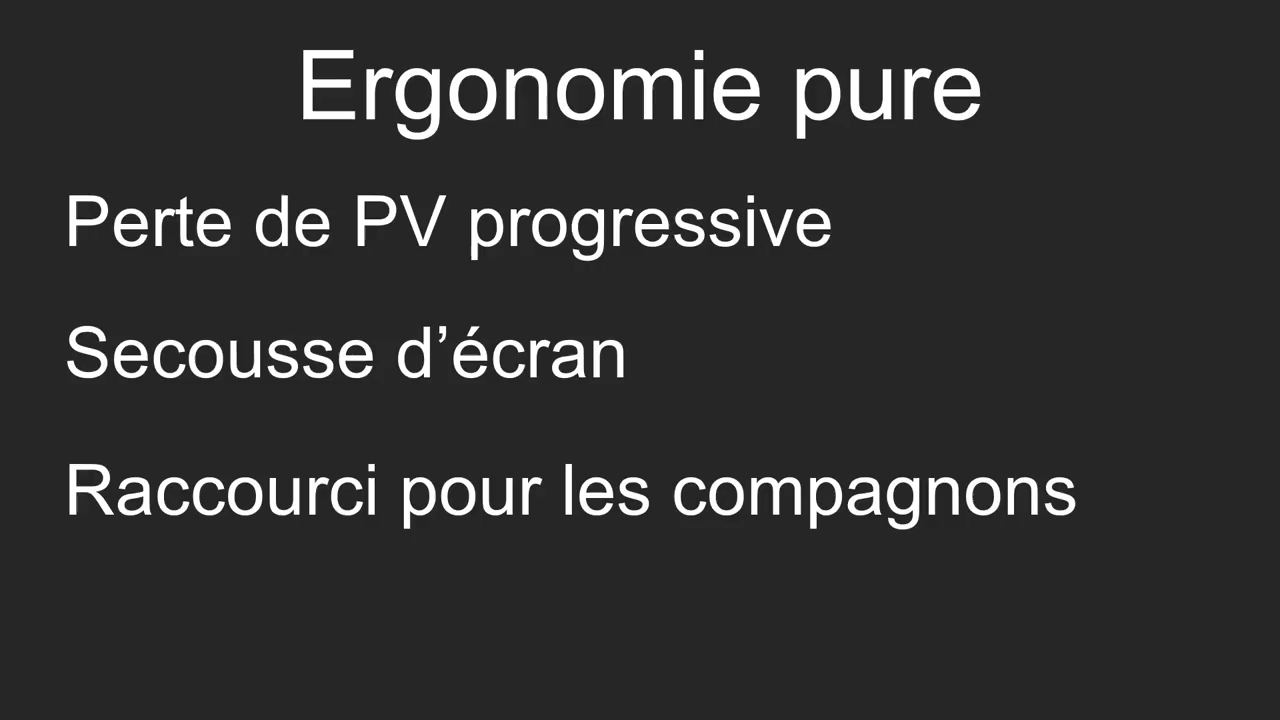 Ergonomie pure
Perte de PV progressive
Secousse d’écran
Raccourci pour les compagnons